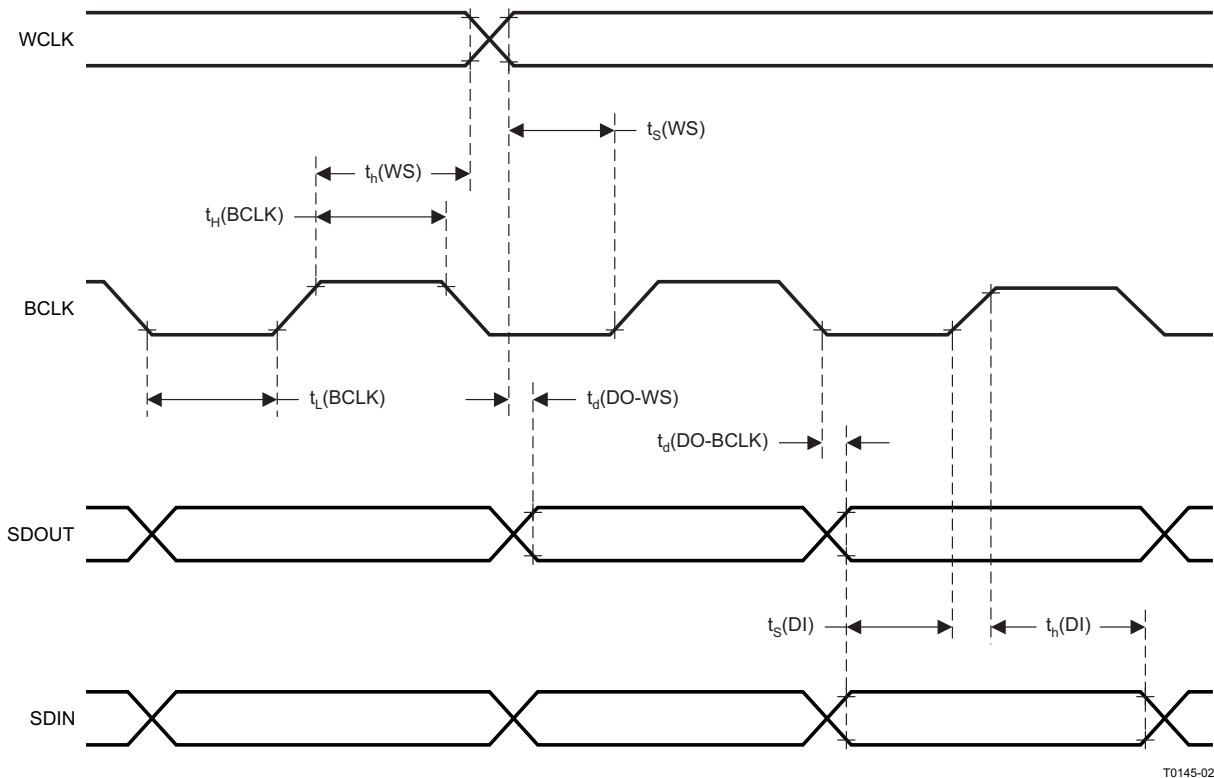 WCLK
tS(WS)
th(WS)
tH(BCLK)
BCLK
tL(BCLK)
td(DO-WS)
td(DO-BCLK)
SDOUT
tS(DI)
th(DI)
SDIN
T0145-02